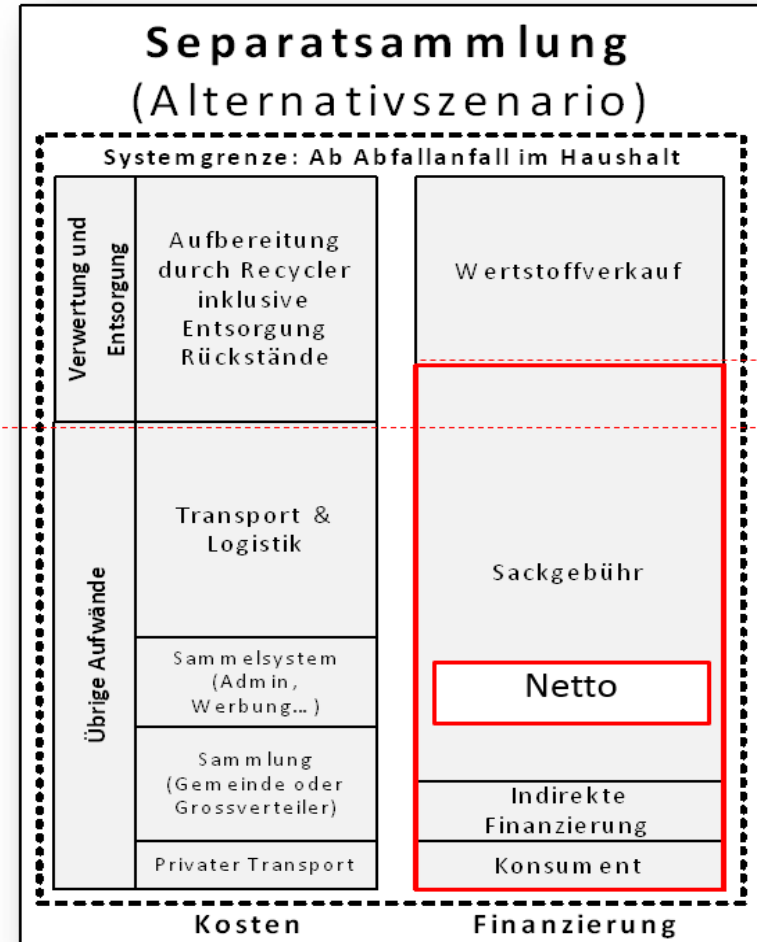 Separatsammlung
(Alternativszenario)
Systemgrenze: Ab Abfallanfall im Haushalt
Verwertung und
Entsorgung
Aufbereitung
durch Recycler
inklusive
Entsorgung
Rückstände
Wertstoffverkauf
Übrige Aufwände
Transport &
Logistik
Sammelsystem
(Admin,
Werbung...)
Sammlung
(Gemeinde oder
Grossverteiler)
Privater Transport
Sackgebühr
Netto
Indirekte
Finanzierung
Konsument
Kosten
Finanzierung